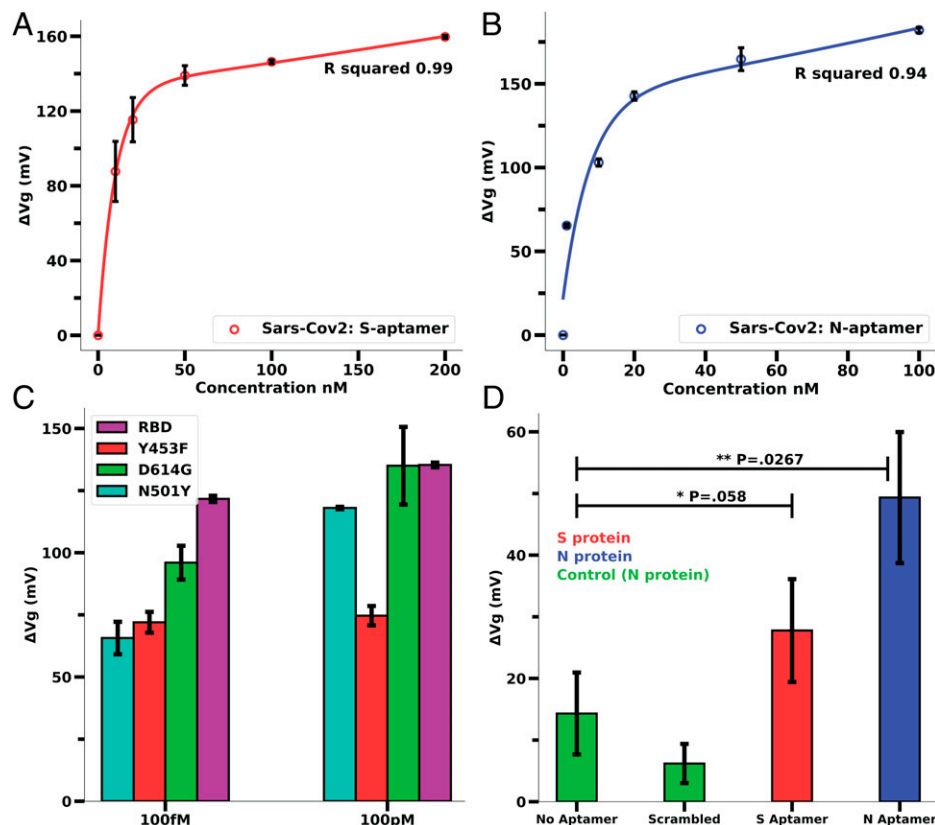 A
160
120
80
40
0
ΔVg (mV)
R squared 0.99
Sars-Cov2: S-aptamer
0
50
100
150
200
Concentration nM
B
150
100
50
0
ΔVg (mV)
R squared 0.94
Sars-Cov2: N-aptamer
0
20
40
60
80
100
Concentration nM
C
150
100
50
0
ΔVg (mV)
RBD
Y453F
D614G
N501Y
100fM
100pM
D
60
40
20
0
ΔVg (mV)
** P=.0267
* P=.058
S protein
N protein
Control (N protein)
No Aptamer
Scrambled
S Aptamer
N Aptamer